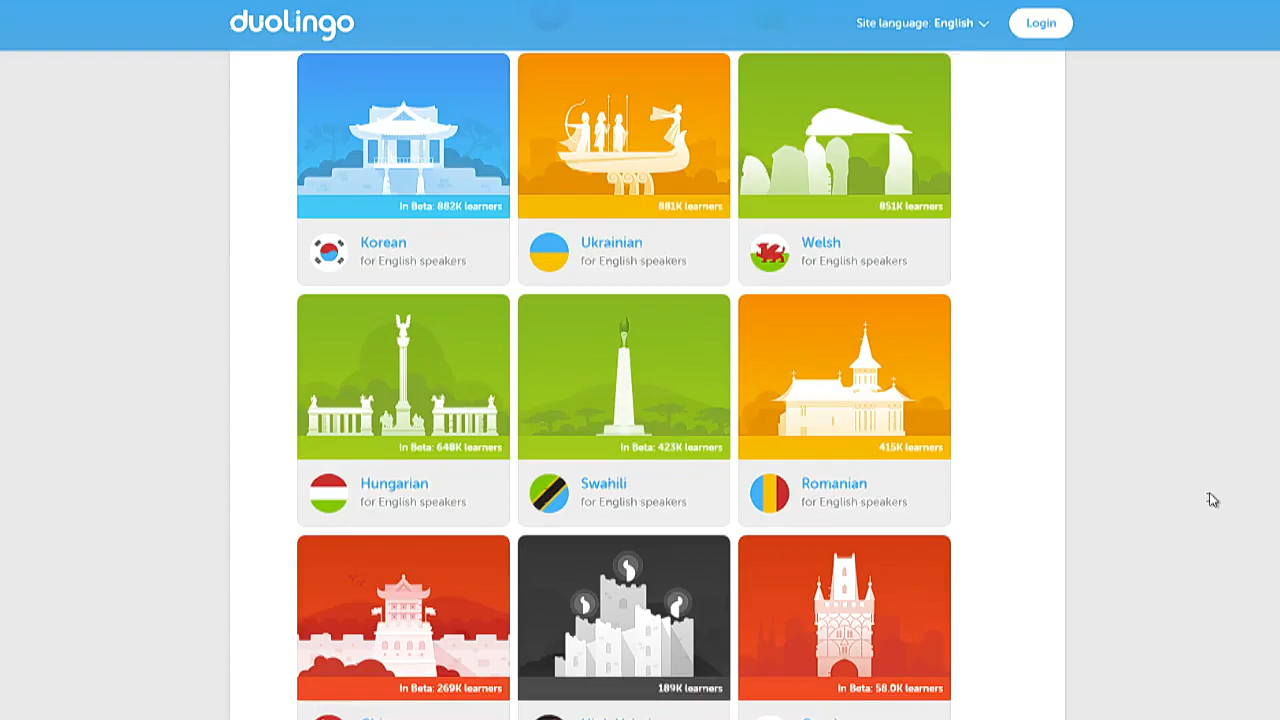 duolingo
Site language: English
Login
In Beta: 882K learners
881K learners
851K learners
Korean
for English speakers
Ukrainian
for English speakers
Welsh
for English speakers
In Beta: 648K learners
In Beta: 423K learners
415K learners
Hungarian
for English speakers
Swahili
for English speakers
Romanian
for English speakers
In Beta: 269K learners
189K learners
In Beta: 58.0K learners